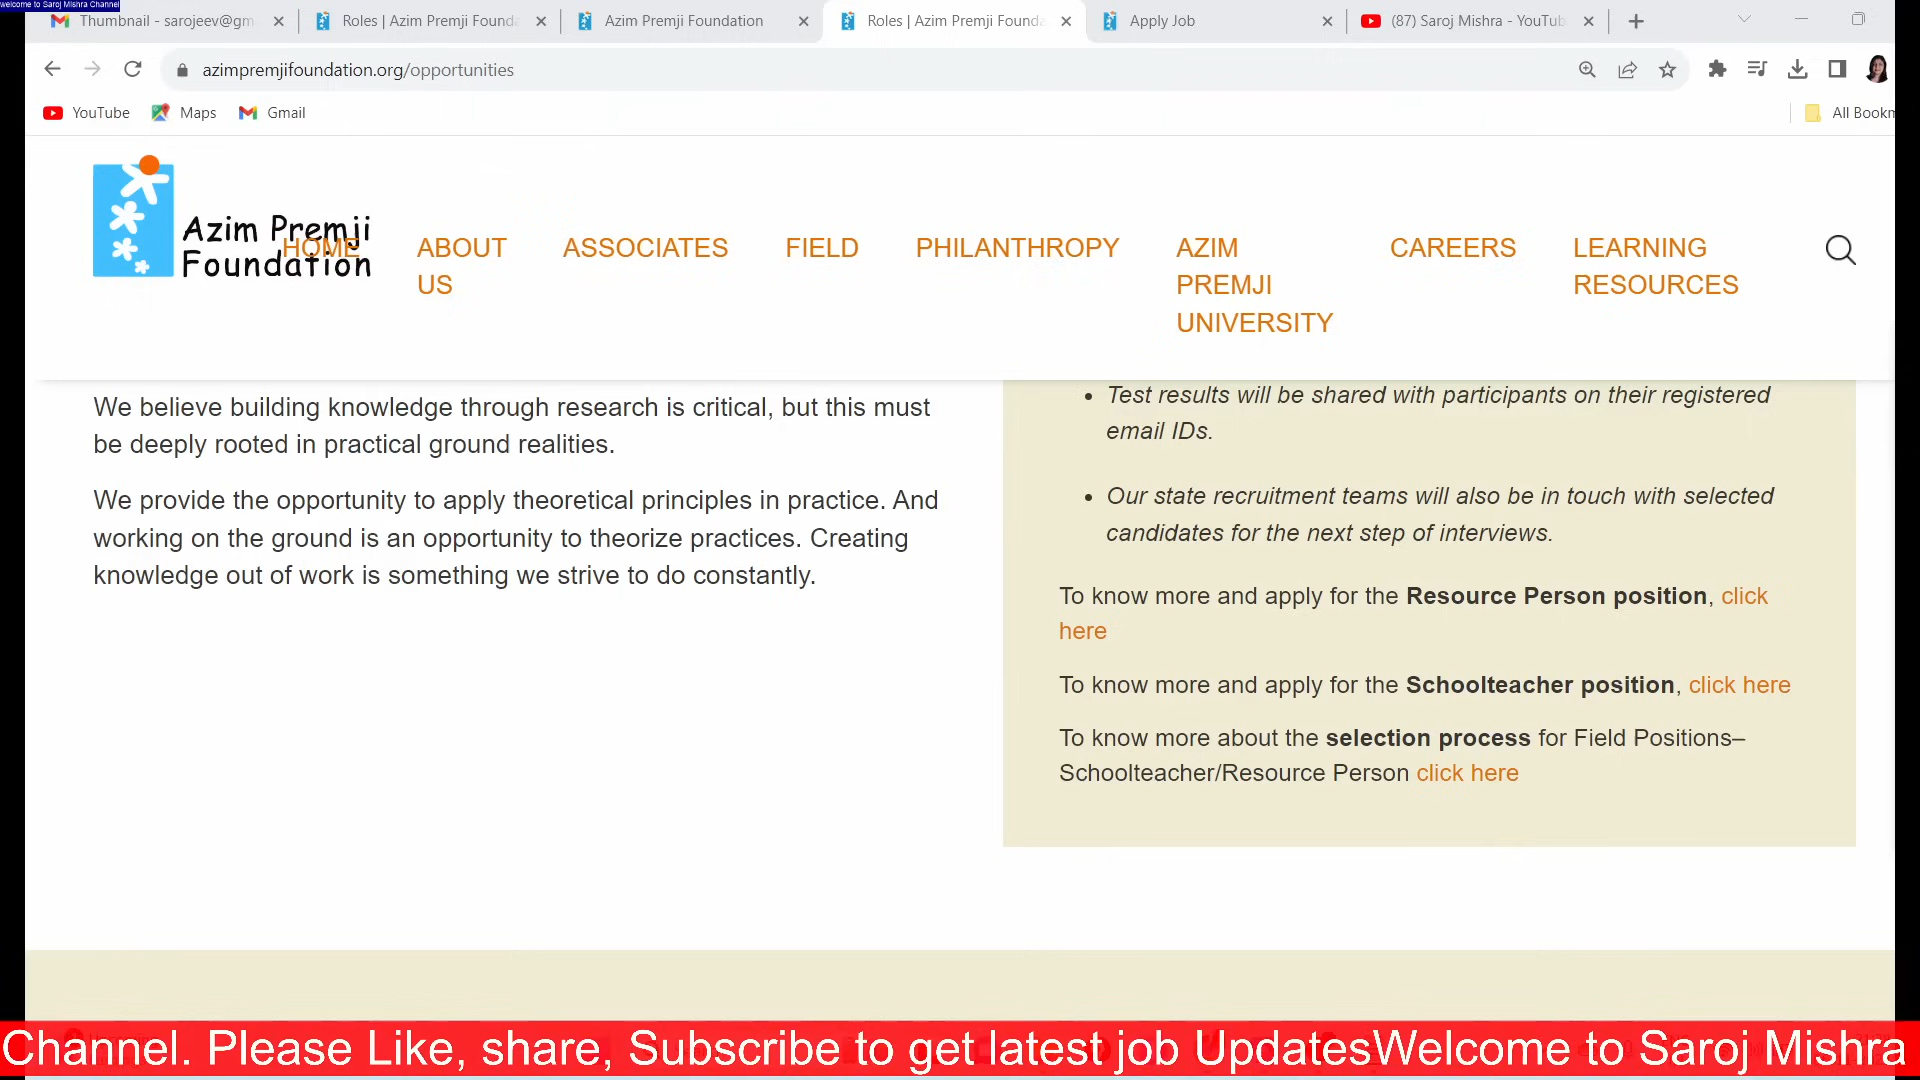 welcome to Saroj Mishra Channel
Thumbnail - sarojeev@gm
Roles | Azim Premji Founda
Azim Premji Foundation
Roles | Azim Premji Founda
Apply Job
(87) Saroj Mishra - YouTub
azimpremjifoundation.org/opportunities
YouTube
Maps
Gmail
All Bookm
Azim Premji
Foundation
HOME
ABOUT
US
ASSOCIATES
FIELD
PHILANTHROPY
AZIM
PREMJI
UNIVERSITY
CAREERS
LEARNING
RESOURCES
We believe building knowledge through research is critical, but this must
be deeply rooted in practical ground realities.
We provide the opportunity to apply theoretical principles in practice. And
working on the ground is an opportunity to theorize practices. Creating
knowledge out of work is something we strive to do constantly.
• Test results will be shared with participants on their registered
email IDs.
• Our state recruitment teams will also be in touch with selected
candidates for the next step of interviews.
To know more and apply for the Resource Person position, click
here
To know more and apply for the Schoolteacher position, click here
To know more about the selection process for Field Positions–
Schoolteacher/Resource Person click here
Channel. Please Like, share, Subscribe to get latest job UpdatesWelcome to Saroj Mishra